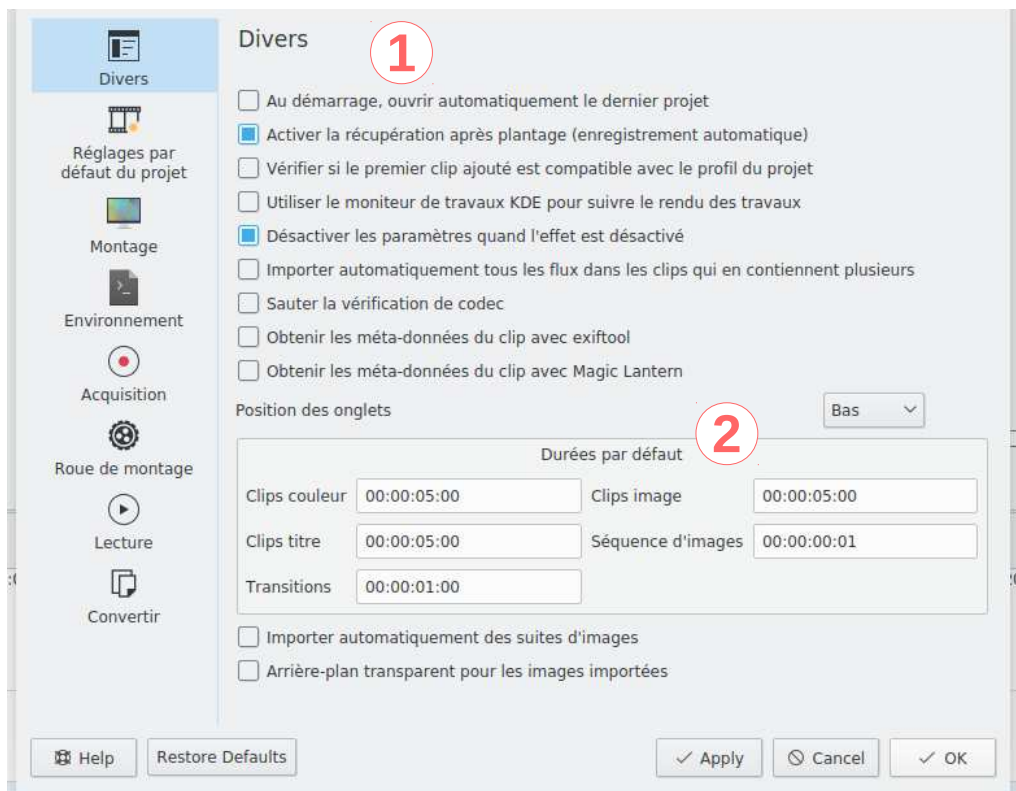 Divers
Réglages par
défaut du projet
Montage
Environnement
Acquisition
Roue de montage
Lecture
Convertir
Divers
1
Au démarrage, ouvrir automatiquement le dernier projet
Activer la récupération après plantage (enregistrement automatique)
Vérifier si le premier clip ajouté est compatible avec le profil du projet
Utiliser le moniteur de travaux KDE pour suivre le rendu des travaux
Désactiver les paramètres quand l'effet est désactivé
Importer automatiquement tous les flux dans les clips qui en contiennent plusieurs
Sauter la vérification de codec
Obtenir les méta-données du clip avec exiftool
Obtenir les méta-données du clip avec Magic Lantern
Position des onglets Bas
2
Durées par défaut
Clips couleur 00:00:05:00 Clips image 00:00:05:00
Clips titre 00:00:05:00 Séquence d'images 00:00:00:01
Transitions 00:00:01:00
Importer automatiquement des suites d'images
Arrière-plan transparent pour les images importées
Help Restore Defaults Apply Cancel OK